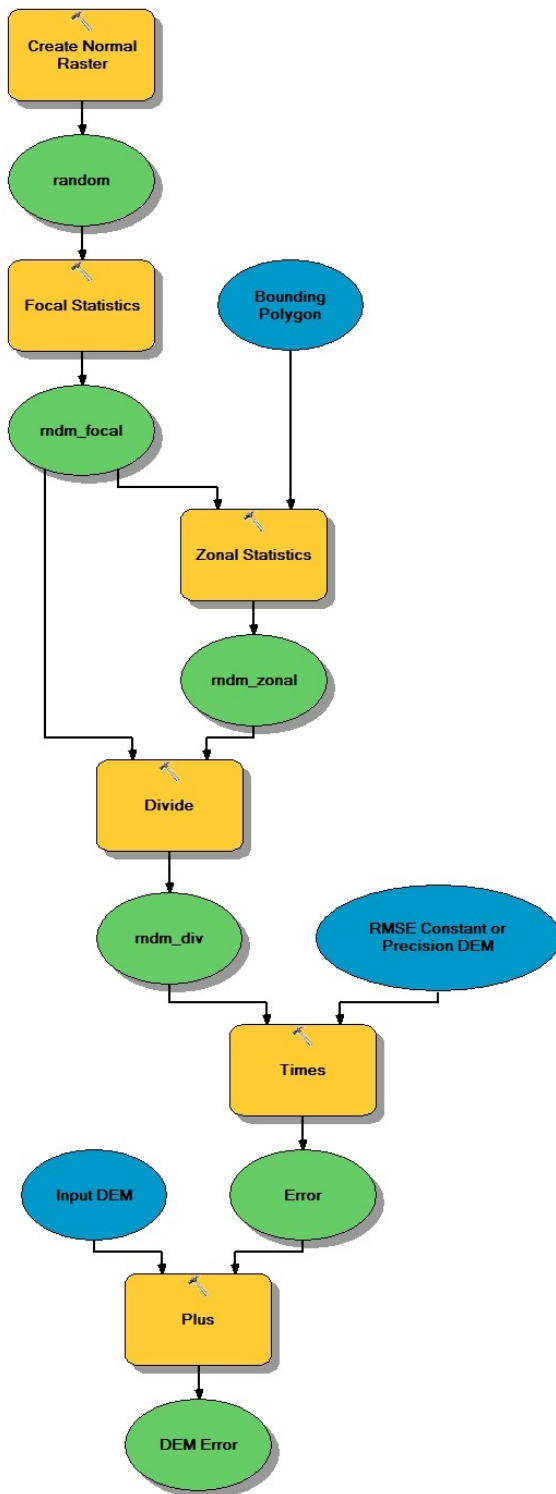 Create Normal
Raster
random
Focal Statistics
Bounding
Polygon
rndm_focal
Zonal Statistics
rndm_zonal
Divide
rndm_div
RMSE Constant or
Precision DEM
Times
Input DEM
Error
Plus
DEM Error